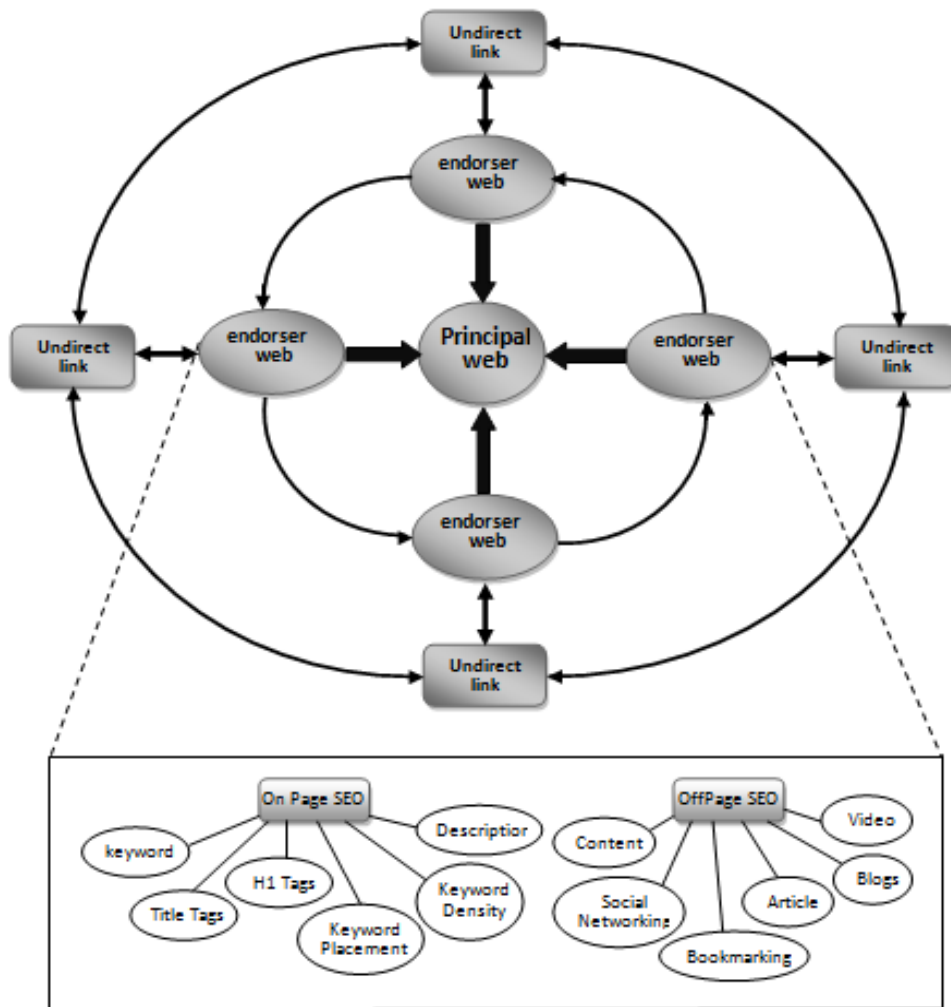 Undirect
link
endorser
web
endorser
web
Principal
web
endorser
web
Undirect
link
Undirect
link
endorser
web
Undirect
link
On Page SEO
OffPage SEO
keyword
Title Tags
H1 Tags
Keyword
Placement
Keyword
Density
Descriptior
Content
Social
Networking
Bookmarking
Article
Blogs
Video